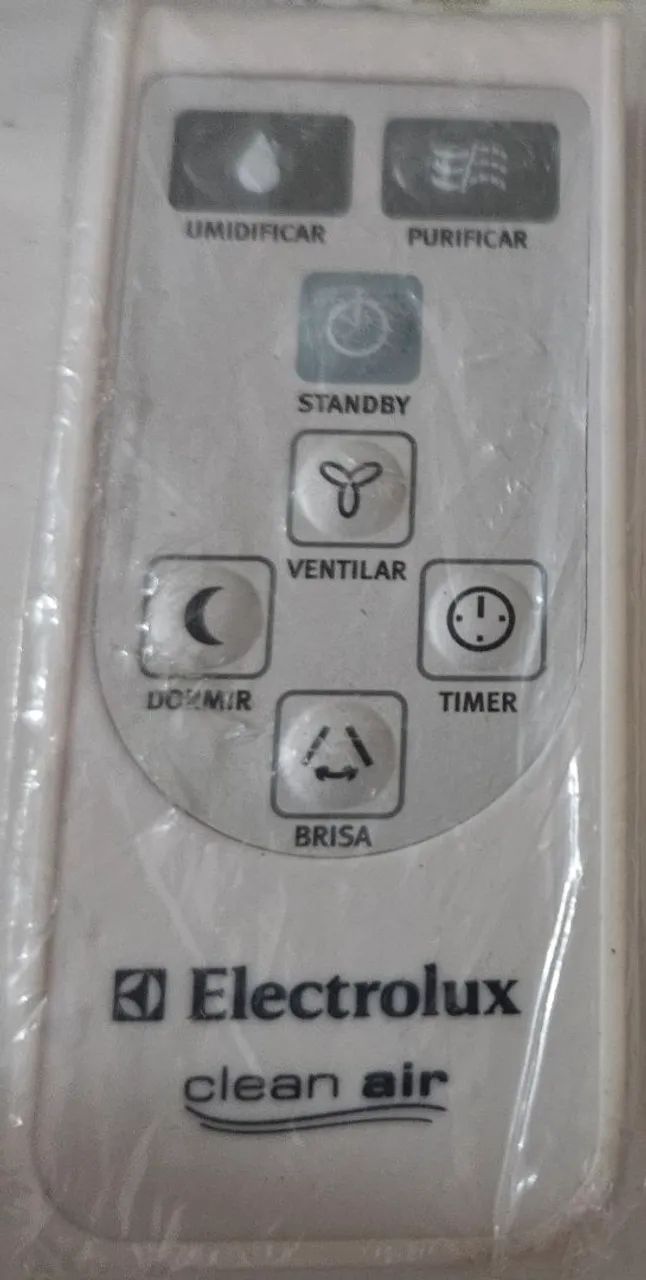 UMIDIFICAR PURIFICAR
STANDBY
VENTILAR
DORMIR TIMER
BRISA
Electrolux
clean air